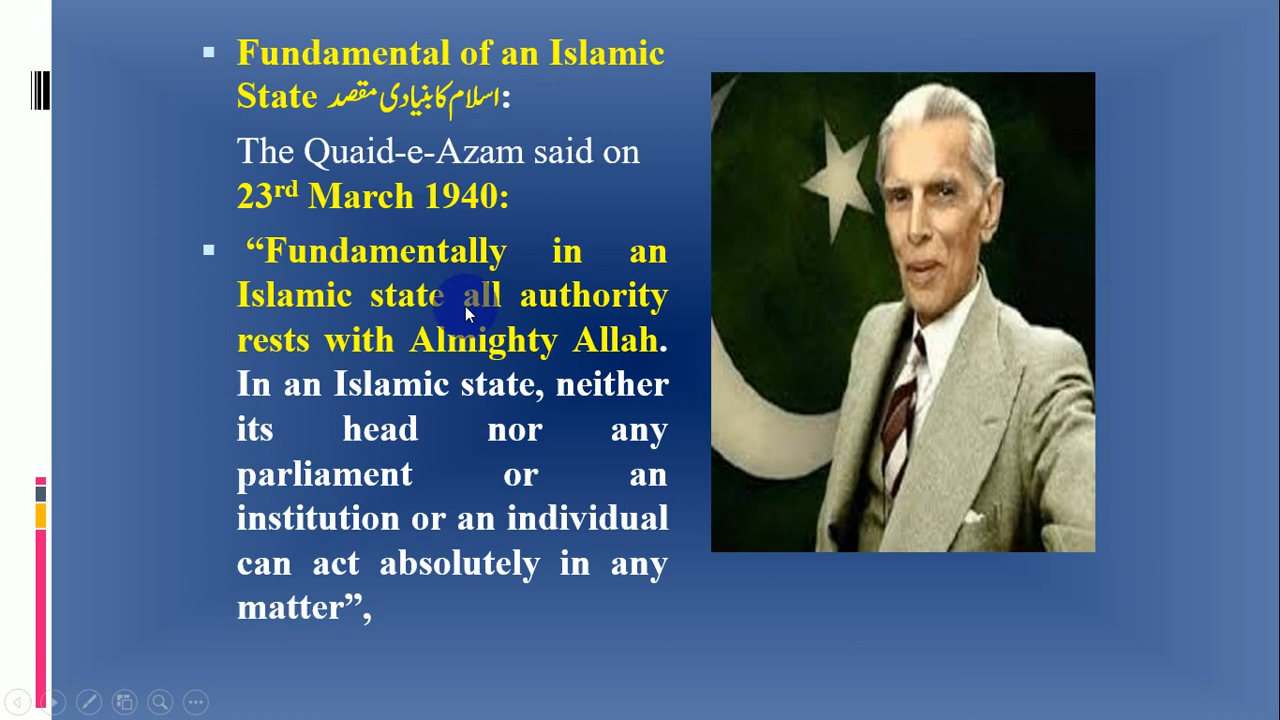 Fundamental of an Islamic
State اسلام کا بنیادی مقصد:
The Quaid-e-Azam said on
23rd March 1940:
“Fundamentally in an
Islamic state all authority
rests with Almighty Allah.
In an Islamic state, neither
its head nor any
parliament or an
institution or an individual
can act absolutely in any
matter”,